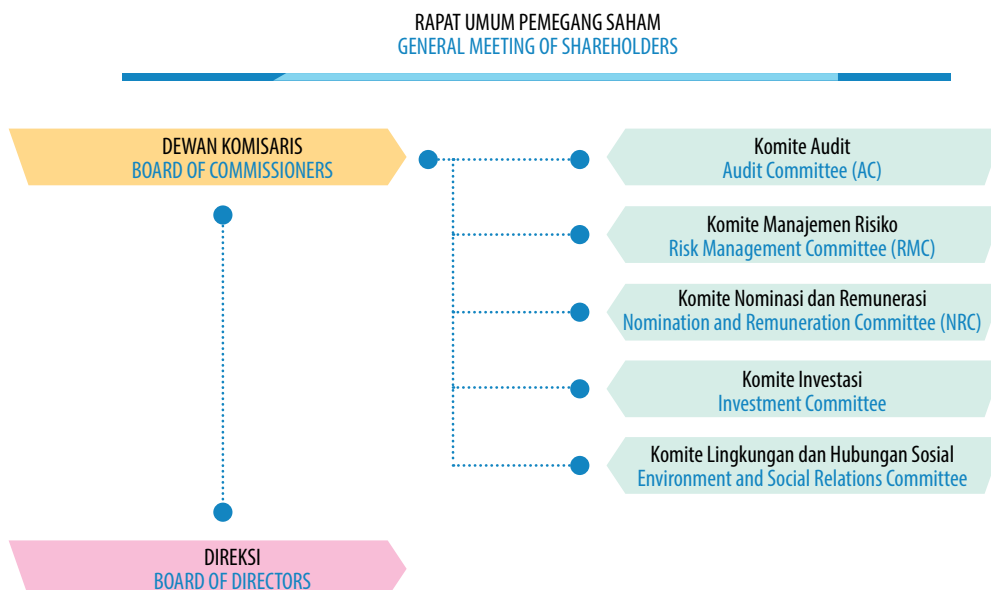 RAPAT UMUM PEMEGANG SAHAM
GENERAL MEETING OF SHAREHOLDERS
DEWAN KOMISARIS
BOARD OF COMMISSIONERS
Komite Audit
Audit Committee (AC)
Komite Manajemen Risiko
Risk Management Committee (RMC)
Komite Nominasi dan Remunerasi
Nomination and Remuneration Committee (NRC)
Komite Investasi
Investment Committee
Komite Lingkungan dan Hubungan Sosial
Environment and Social Relations Committee
DIREKSI
BOARD OF DIRECTORS